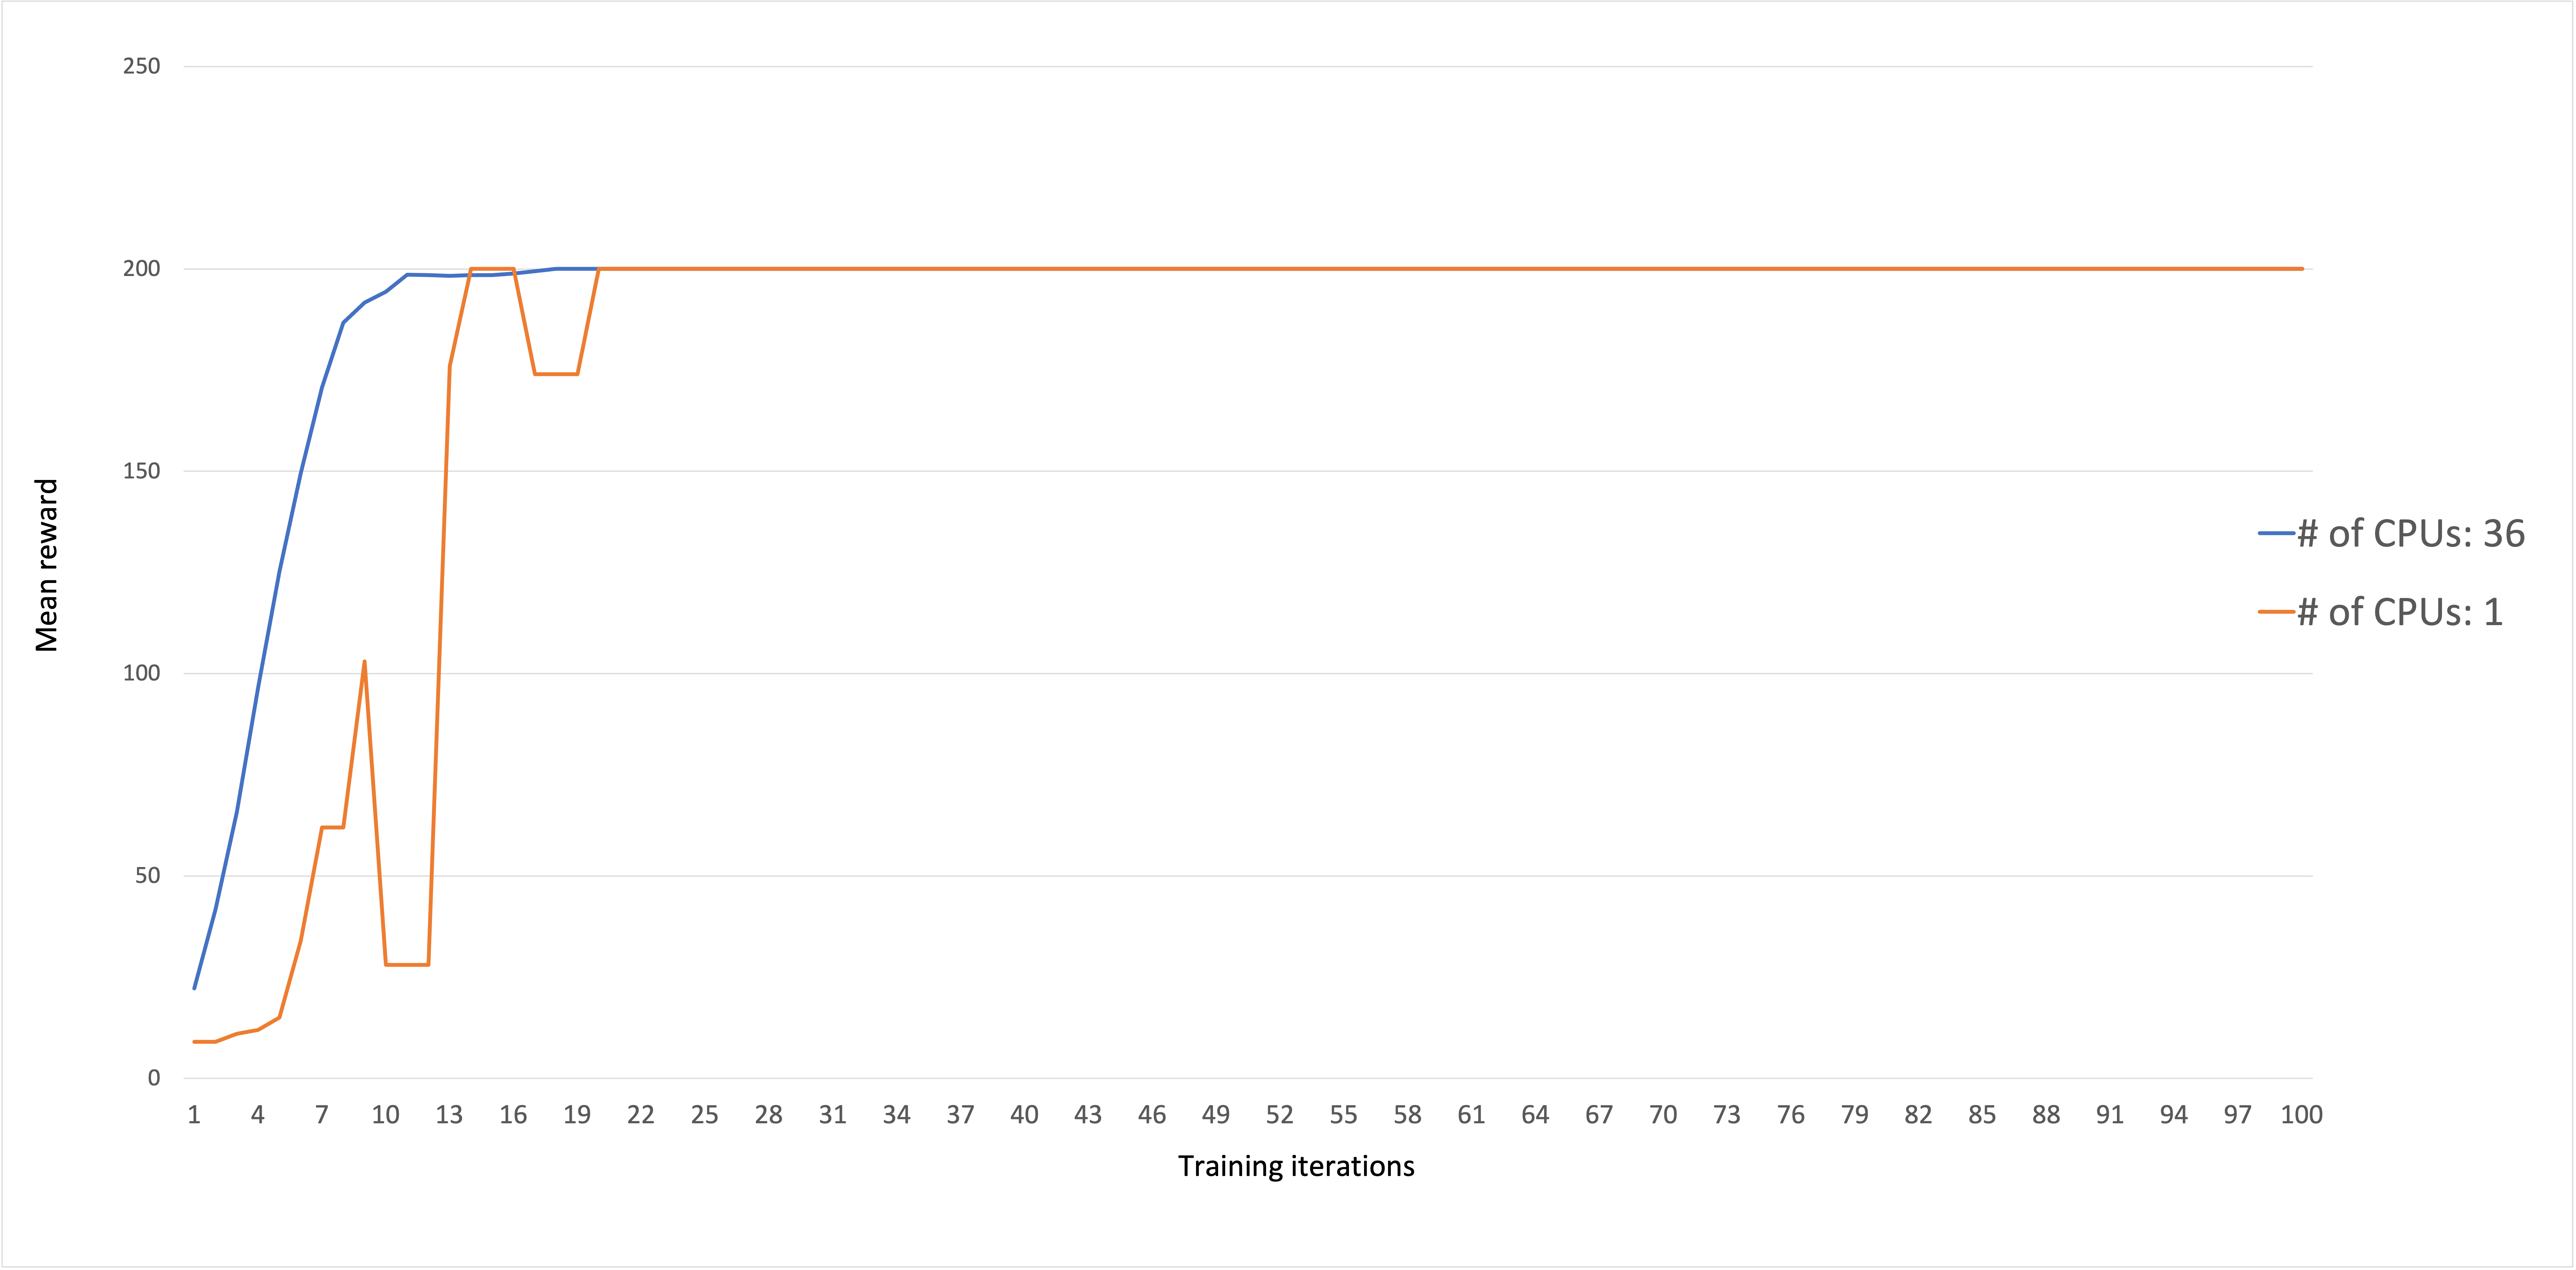 250
200
150
100
50
0
Mean reward
1 4 7 10 13 16 19 22 25 28 31 34 37 40 43 46 49 52 55 58 61 64 67 70 73 76 79 82 85 88 91 94 97 100
Training iterations
# of CPUs: 36
# of CPUs: 1